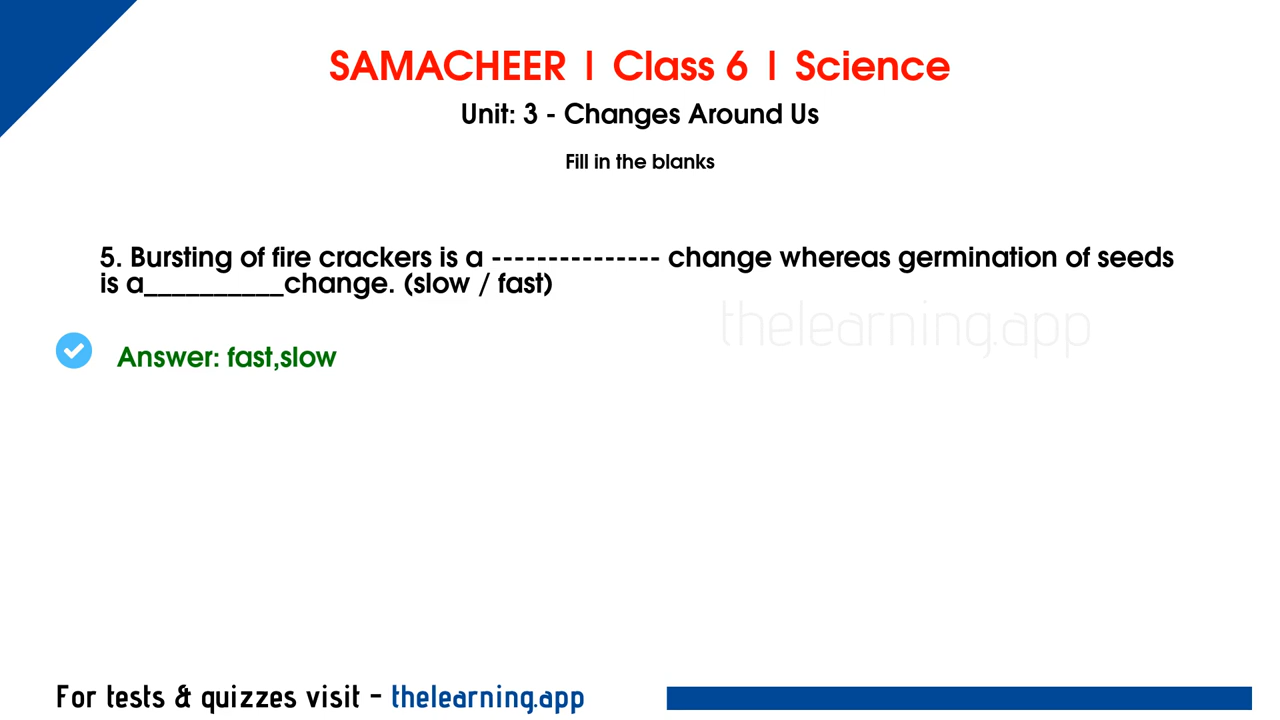 SAMACHEER | Class 6 | Science
Unit: 3 - Changes Around Us
Fill in the blanks
5. Bursting of fire crackers is a --------------- change whereas germination of seeds
is a__________change. (slow / fast)
thelearning.app
Answer: fast,slow
For tests & quizzes visit - thelearning.app